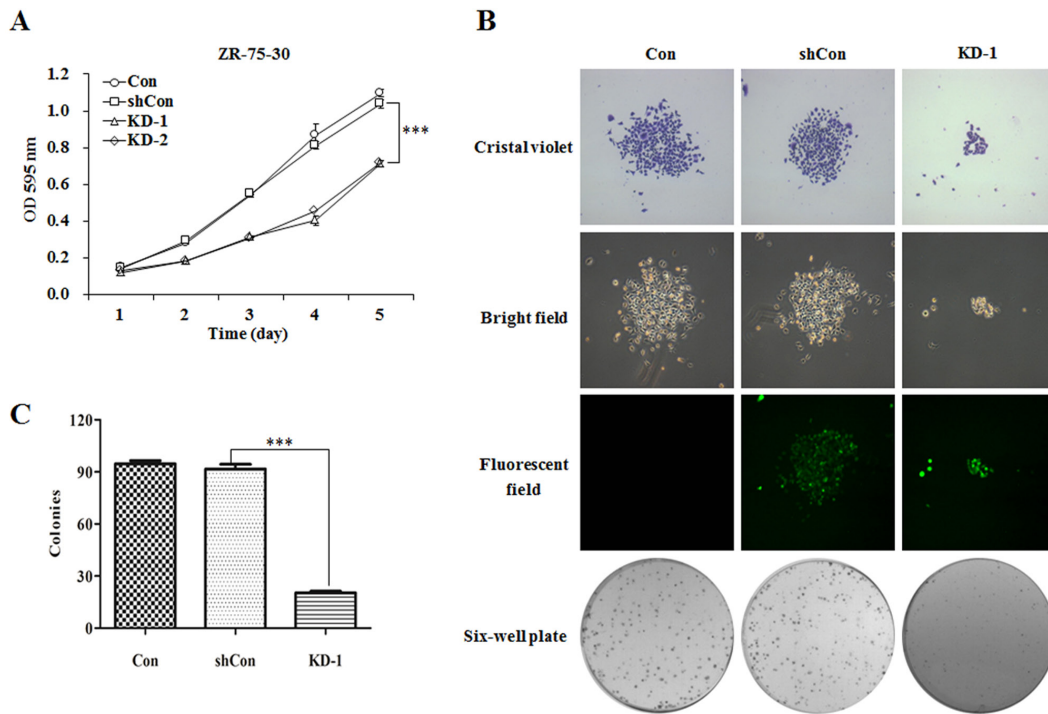 A
ZR-75-30
Con
shCon
KD-1
KD-2
1.2
1.0
0.8
0.6
0.4
0.2
0.0
OD 595 nm
***
1 2 3 4 5
Time (day)
B
Con shCon KD-1
Cristal violet
Bright field
Fluorescent
field
Six-well plate
C
120
90
60
30
0
Colonies
***
Con shCon KD-1